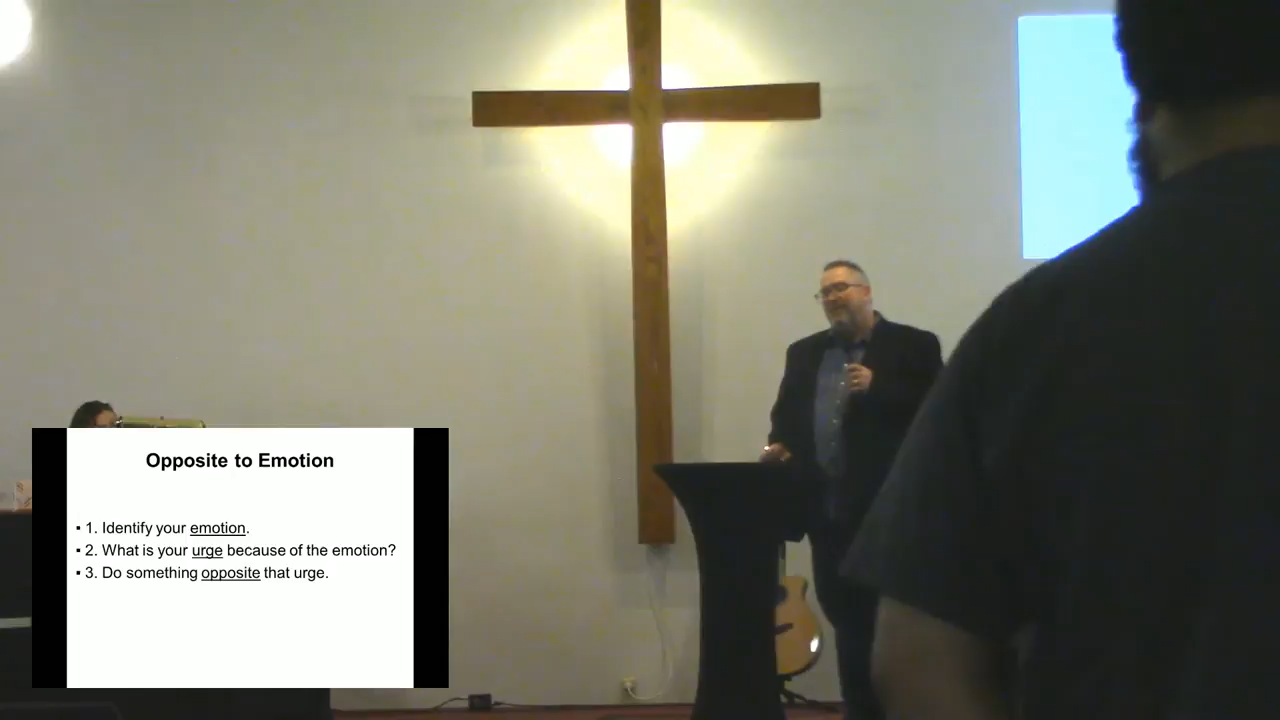 Opposite to Emotion
▪ 1. Identify your emotion.
▪ 2. What is your urge because of the emotion?
▪ 3. Do something opposite that urge.